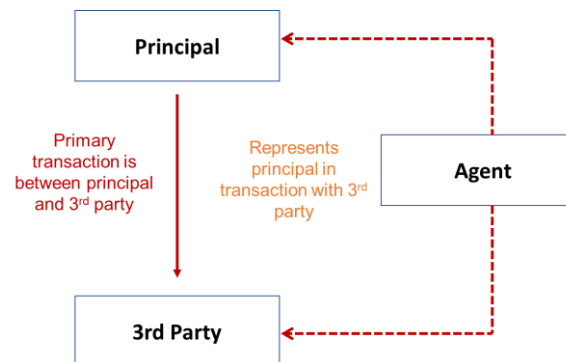 Principal
Primary
transaction is
between principal
and 3rd party
Represents
principal in
transaction with 3rd
party
Agent
3rd Party